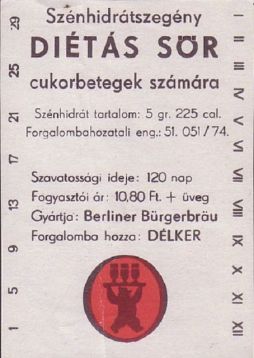 Szénhidrátszegény
DIÉTÁS SÖR
cukorbetegek számára
Szénhidrát tartalom: 5 gr. 225 cal.
Forgalombahozatali eng.: 51. 051/74.
Szavatossági ideje: 120 nap
Fogyasztói ár: 10,80 Ft. + üveg
Gyártja: Berliner Bürgerbräu
Forgalomba hozza: DÉLKER
1 5 9 13 17 21 25 29
I II III IV V VI VII VIII IX X XI XII